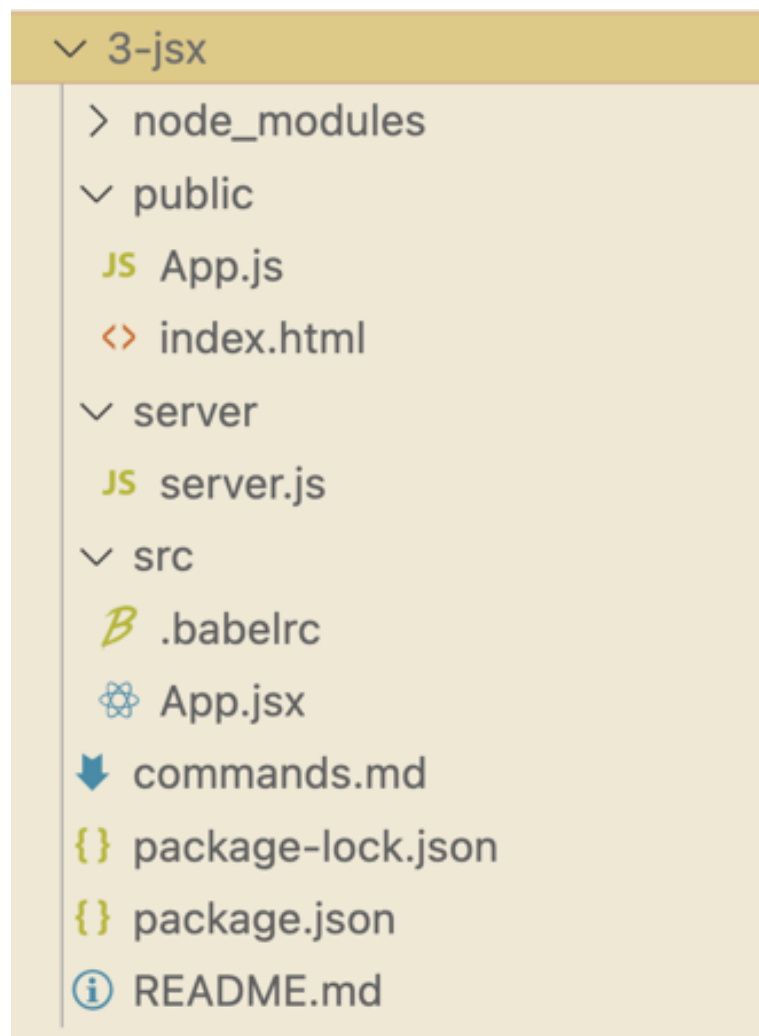 3-jsx
node_modules
public
JS App.js
<> index.html
server
JS server.js
src
B .babelrc
App.jsx
commands.md
{} package-lock.json
{} package.json
i README.md